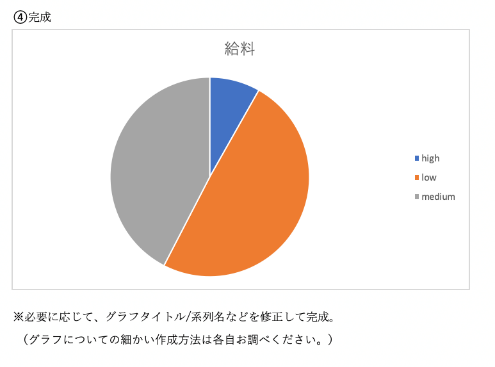 ④完成
給料
high
low
medium
※必要に応じて、グラフタイトル/系列名などを修正して完成。
（グラフについての細かい作成方法は各自お調べください。）